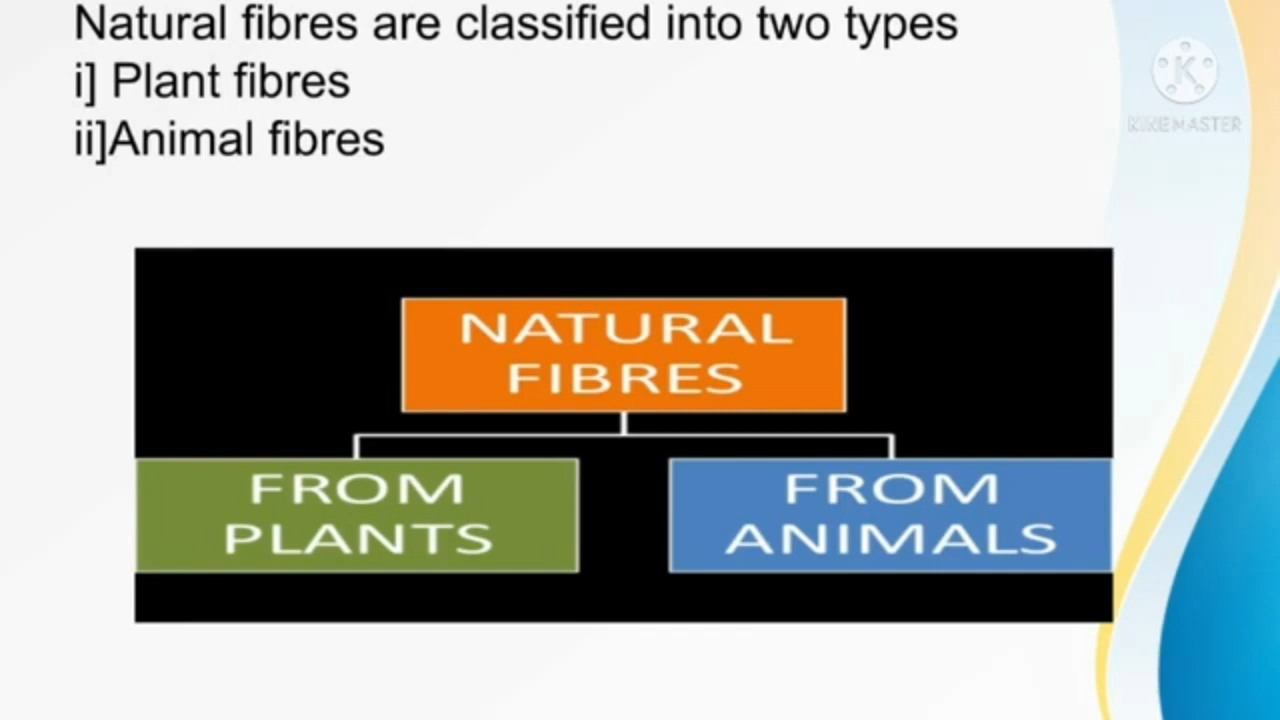 Natural fibres are classified into two types
i] Plant fibres
ii]Animal fibres
KINEMASTER
NATURAL
FIBRES
FROM
PLANTS
FROM
ANIMALS